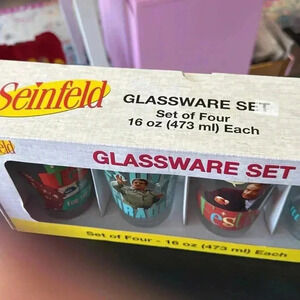 Seinfeld
GLASSWARE SET
Set of Four
16 oz (473 ml) Each
GLASSWARE SET
Set of Four - 16 oz (473 ml) Each